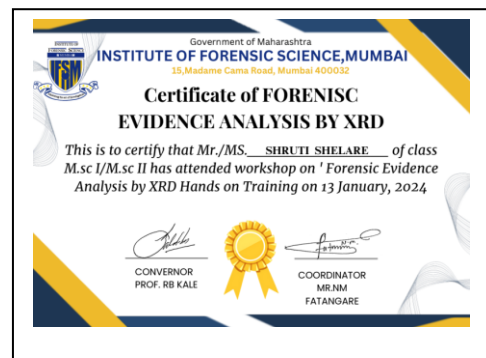 Government of Maharashtra
INSTITUTE OF FORENSIC SCIENCE,MUMBAI
15,Madame Cama Road, Mumbai 400032
IFSM
Certificate of FORENISC
EVIDENCE ANALYSIS BY XRD
This is to certify that Mr./MS. SHRUTI SHELARE of class
M.sc I/M.sc II has attended workshop on ' Forensic Evidence
Analysis by XRD Hands on Training on 13 January, 2024
CONVERNOR
PROF. RB KALE
COORDINATOR
MR.NM
FATANGARE